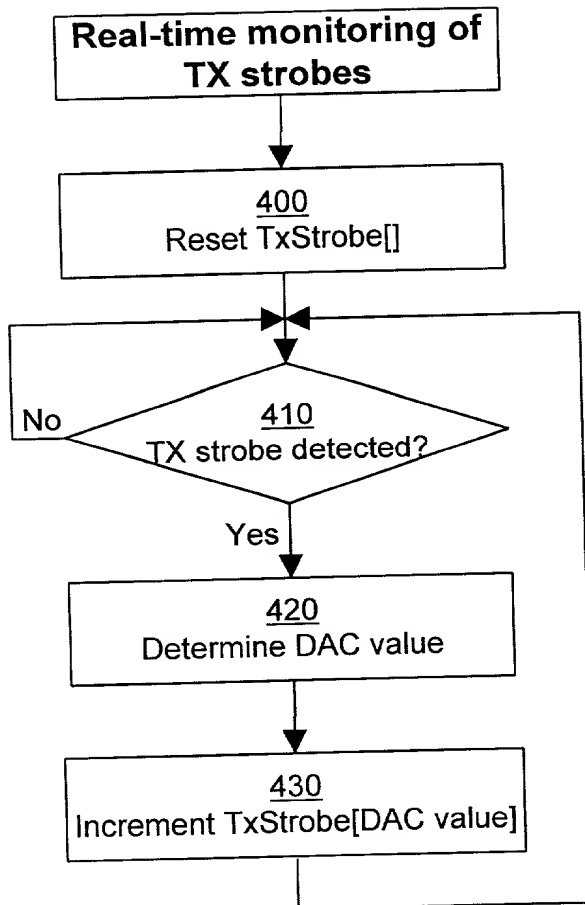 Real-time monitoring of
TX strobes
400
Reset TxStrobe[]
No
410
TX strobe detected?
Yes
420
Determine DAC value
430
Increment TxStrobe[DAC value]